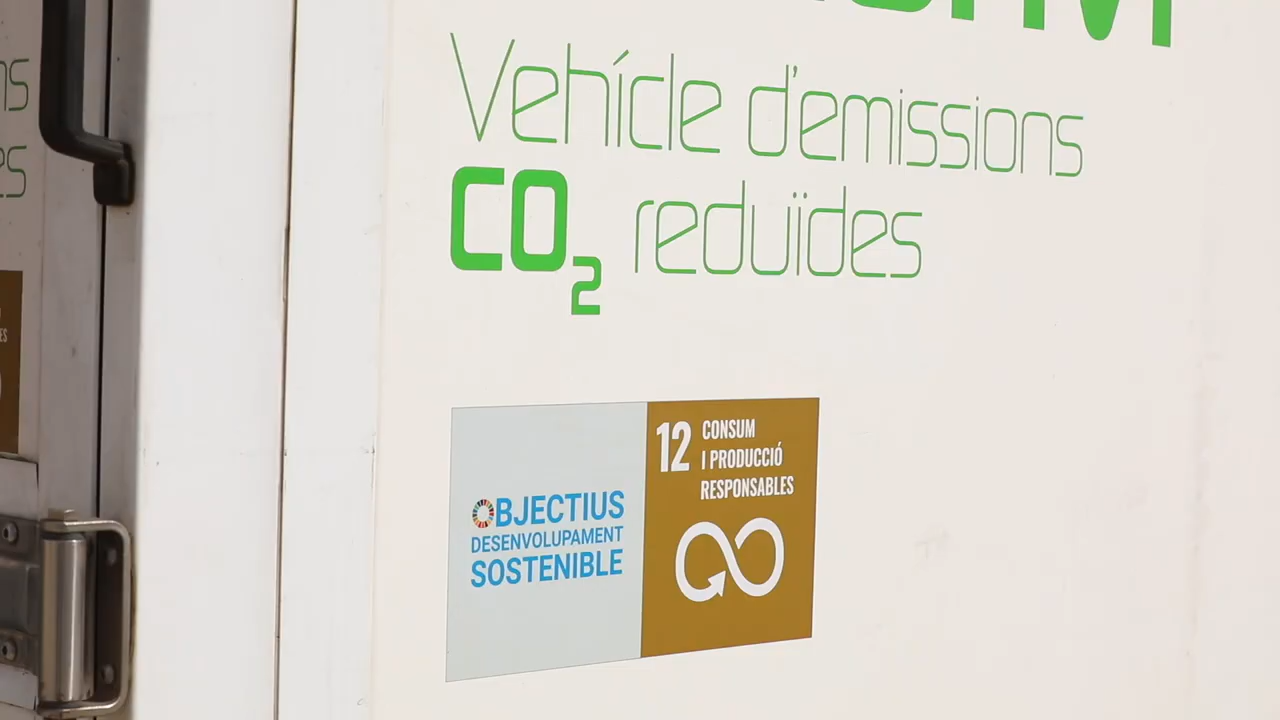 Vehícle d'emissions
CO₂ reduïdes
12 CONSUM
I PRODUCCIÓ
RESPONSABLES
OBJECTIUS
DESENVOLUPAMENT
SOSTENIBLE